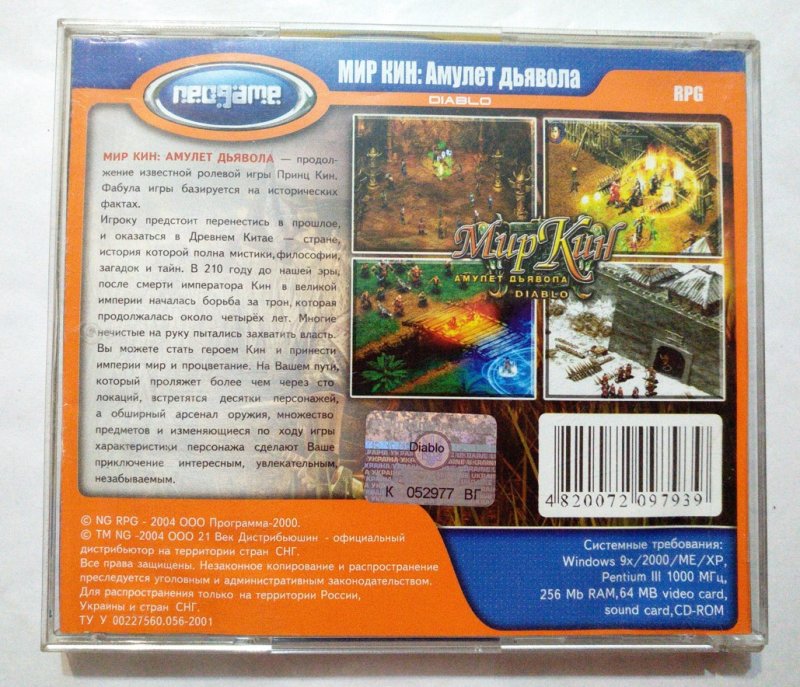 neogame
МИР КИН: Амулет дьявола
DIABLO
RPG
МИР КИН: АМУЛЕТ ДЬЯВОЛА — продол-
жение известной ролевой игры Принц Кин.
Фабула игры базируется на исторических
фактах.
Игроку предстоит перенестись в прошлое,
и оказаться в Древнем Китае — стране,
история которой полна мистики, философии,
загадок и тайн. В 210 году до нашей эры,
после смерти императора Кин в великой
империи началась борьба за трон, которая
продолжалась около четырёх лет. Многие
нечистые на руку пытались захватить власть.
Вы можете стать героем Кин и принести
империи мир и процветание. На Вашем пути,
который проляжет более чем через сто
локаций, встретятся десятки персонажей,
а обширный арсенал оружия, множество
предметов и изменяющиеся по ходу игры
характеристики персонажа сделают Ваше
приключение интересным, увлекательным,
незабываемым.
Мир Кин
АМУЛЕТ ДЬЯВОЛА
DIABLO
Diablo
УКРАЇНА UKRAINE
К 052977 ВГ
4820072 097939
© NG RPG - 2004 ООО Программа-2000.
© TM NG -2004 ООО 21 Век Дистрибьюшин - официальный
дистрибьютор на территории стран СНГ.
Все права защищены. Незаконное копирование и распространение
преследуется уголовным и административным законодательством.
Для распространения только на территории России,
Украины и стран СНГ.
ТУ У 00227560.056-2001
Системные требования:
Windows 9x/2000/ME/XP,
Pentium III 1000 МГц,
256 Mb RAM,64 MB video card,
sound card,CD-ROM